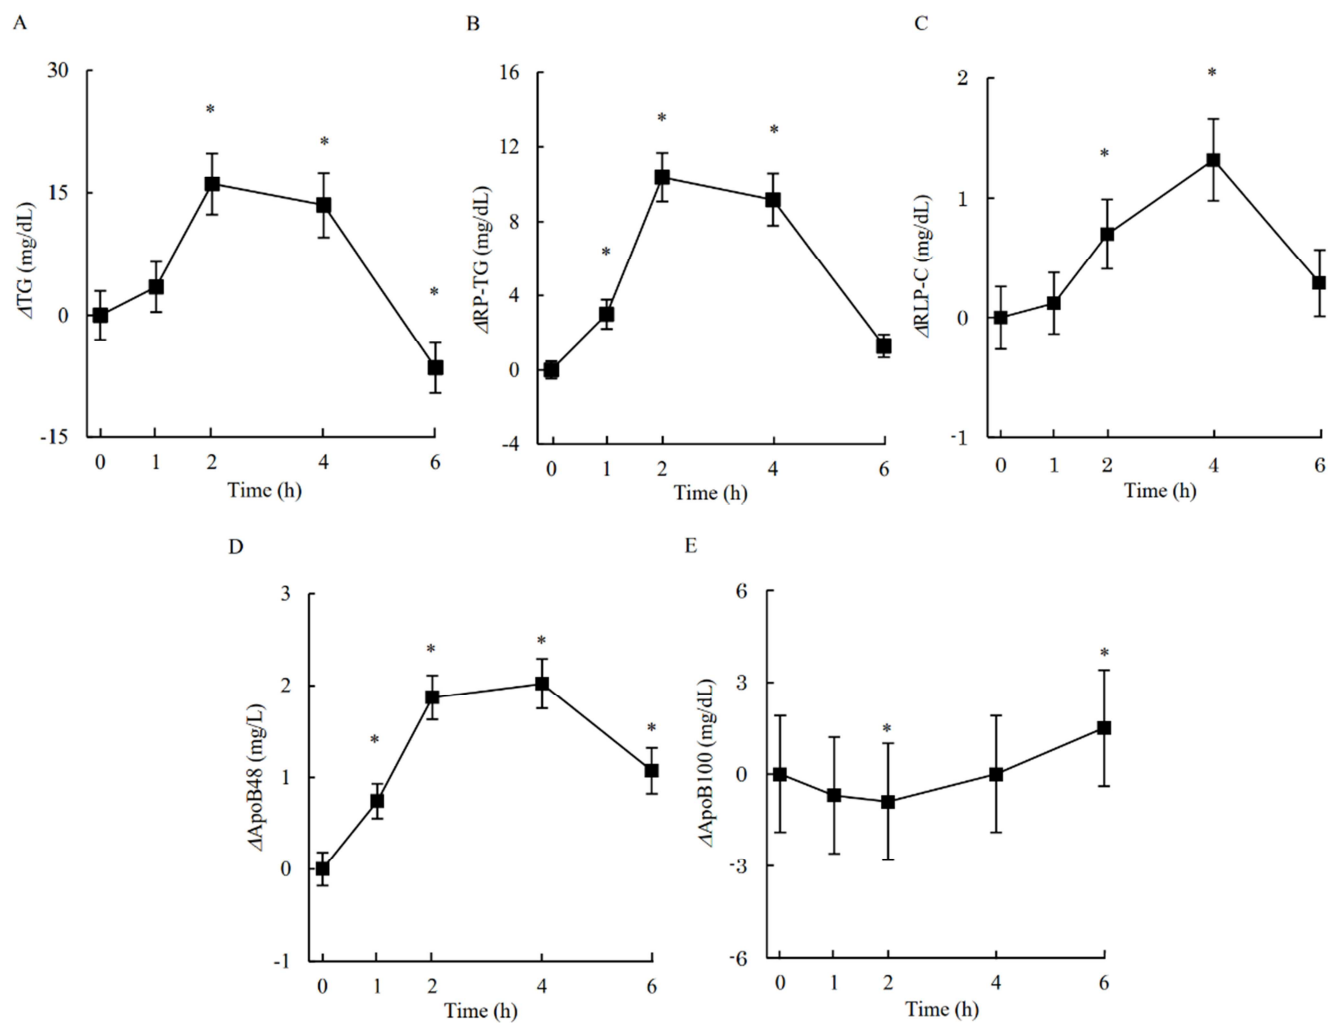 A
ΔTG (mg/dL)
30
15
0
-15
*
*
*
0 1 2 4 6
Time (h)
B
ΔRP-TG (mg/dL)
16
12
8
4
0
-4
*
*
*
0 1 2 4 6
Time (h)
C
ΔRLP-C (mg/dL)
2
1
0
-1
*
*
0 1 2 4 6
Time (h)
D
ΔApoB48 (mg/L)
3
2
1
0
-1
*
*
*
*
0 1 2 4 6
Time (h)
E
ΔApoB100 (mg/dL)
6
3
0
-3
-6
*
*
0 1 2 4 6
Time (h)